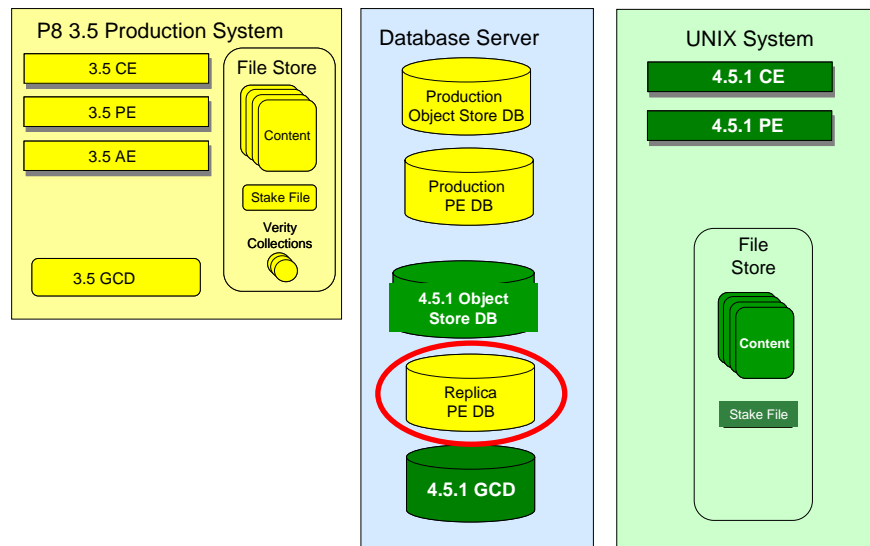 P8 3.5 Production System
3.5 CE
3.5 PE
3.5 AE
3.5 GCD
File Store
Content
Stake File
Verity
Collections
Database Server
Production
Object Store DB
Production
PE DB
4.5.1 Object
Store DB
Replica
PE DB
4.5.1 GCD
UNIX System
4.5.1 CE
4.5.1 PE
File
Store
Content
Stake File